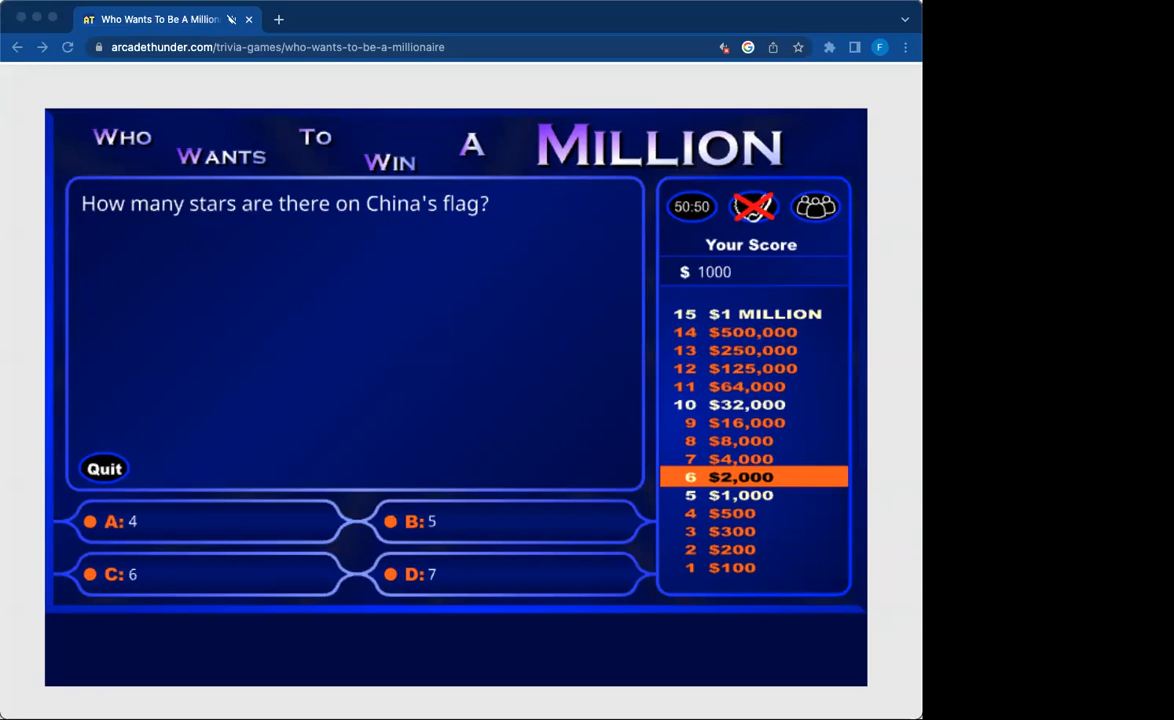 AT Who Wants To Be A Million
arcadethunder.com/trivia-games/who-wants-to-be-a-millionaire
F
WHO WANTS TO WIN A MILLION
How many stars are there on China's flag?
50:50
Your Score
$ 1000
15 $1 MILLION
14 $500,000
13 $250,000
12 $125,000
11 $64,000
10 $32,000
9 $16,000
8 $8,000
7 $4,000
6 $2,000
5 $1,000
4 $500
3 $300
2 $200
1 $100
Quit
A: 4
B: 5
C: 6
D: 7